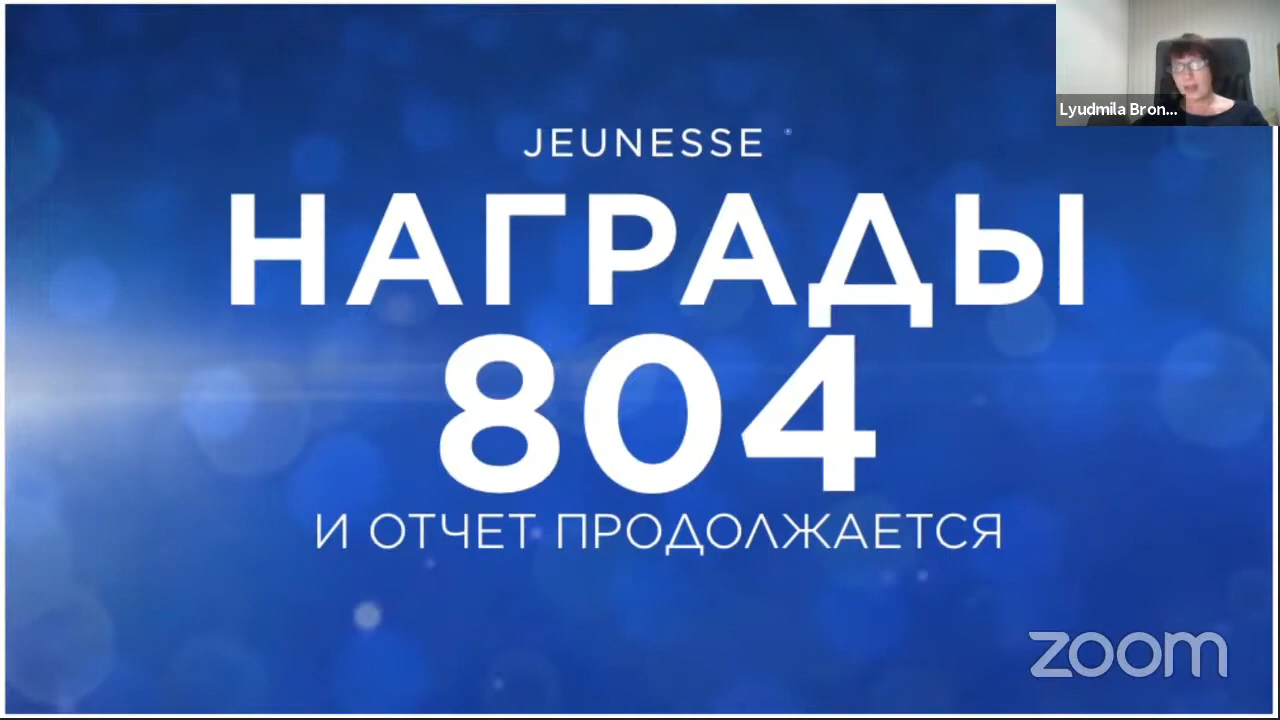 Lyudmila Bron...
JEUNESSE ®
НАГРАДЫ
804
И ОТЧЕТ ПРОДОЛЖАЕТСЯ
zoom